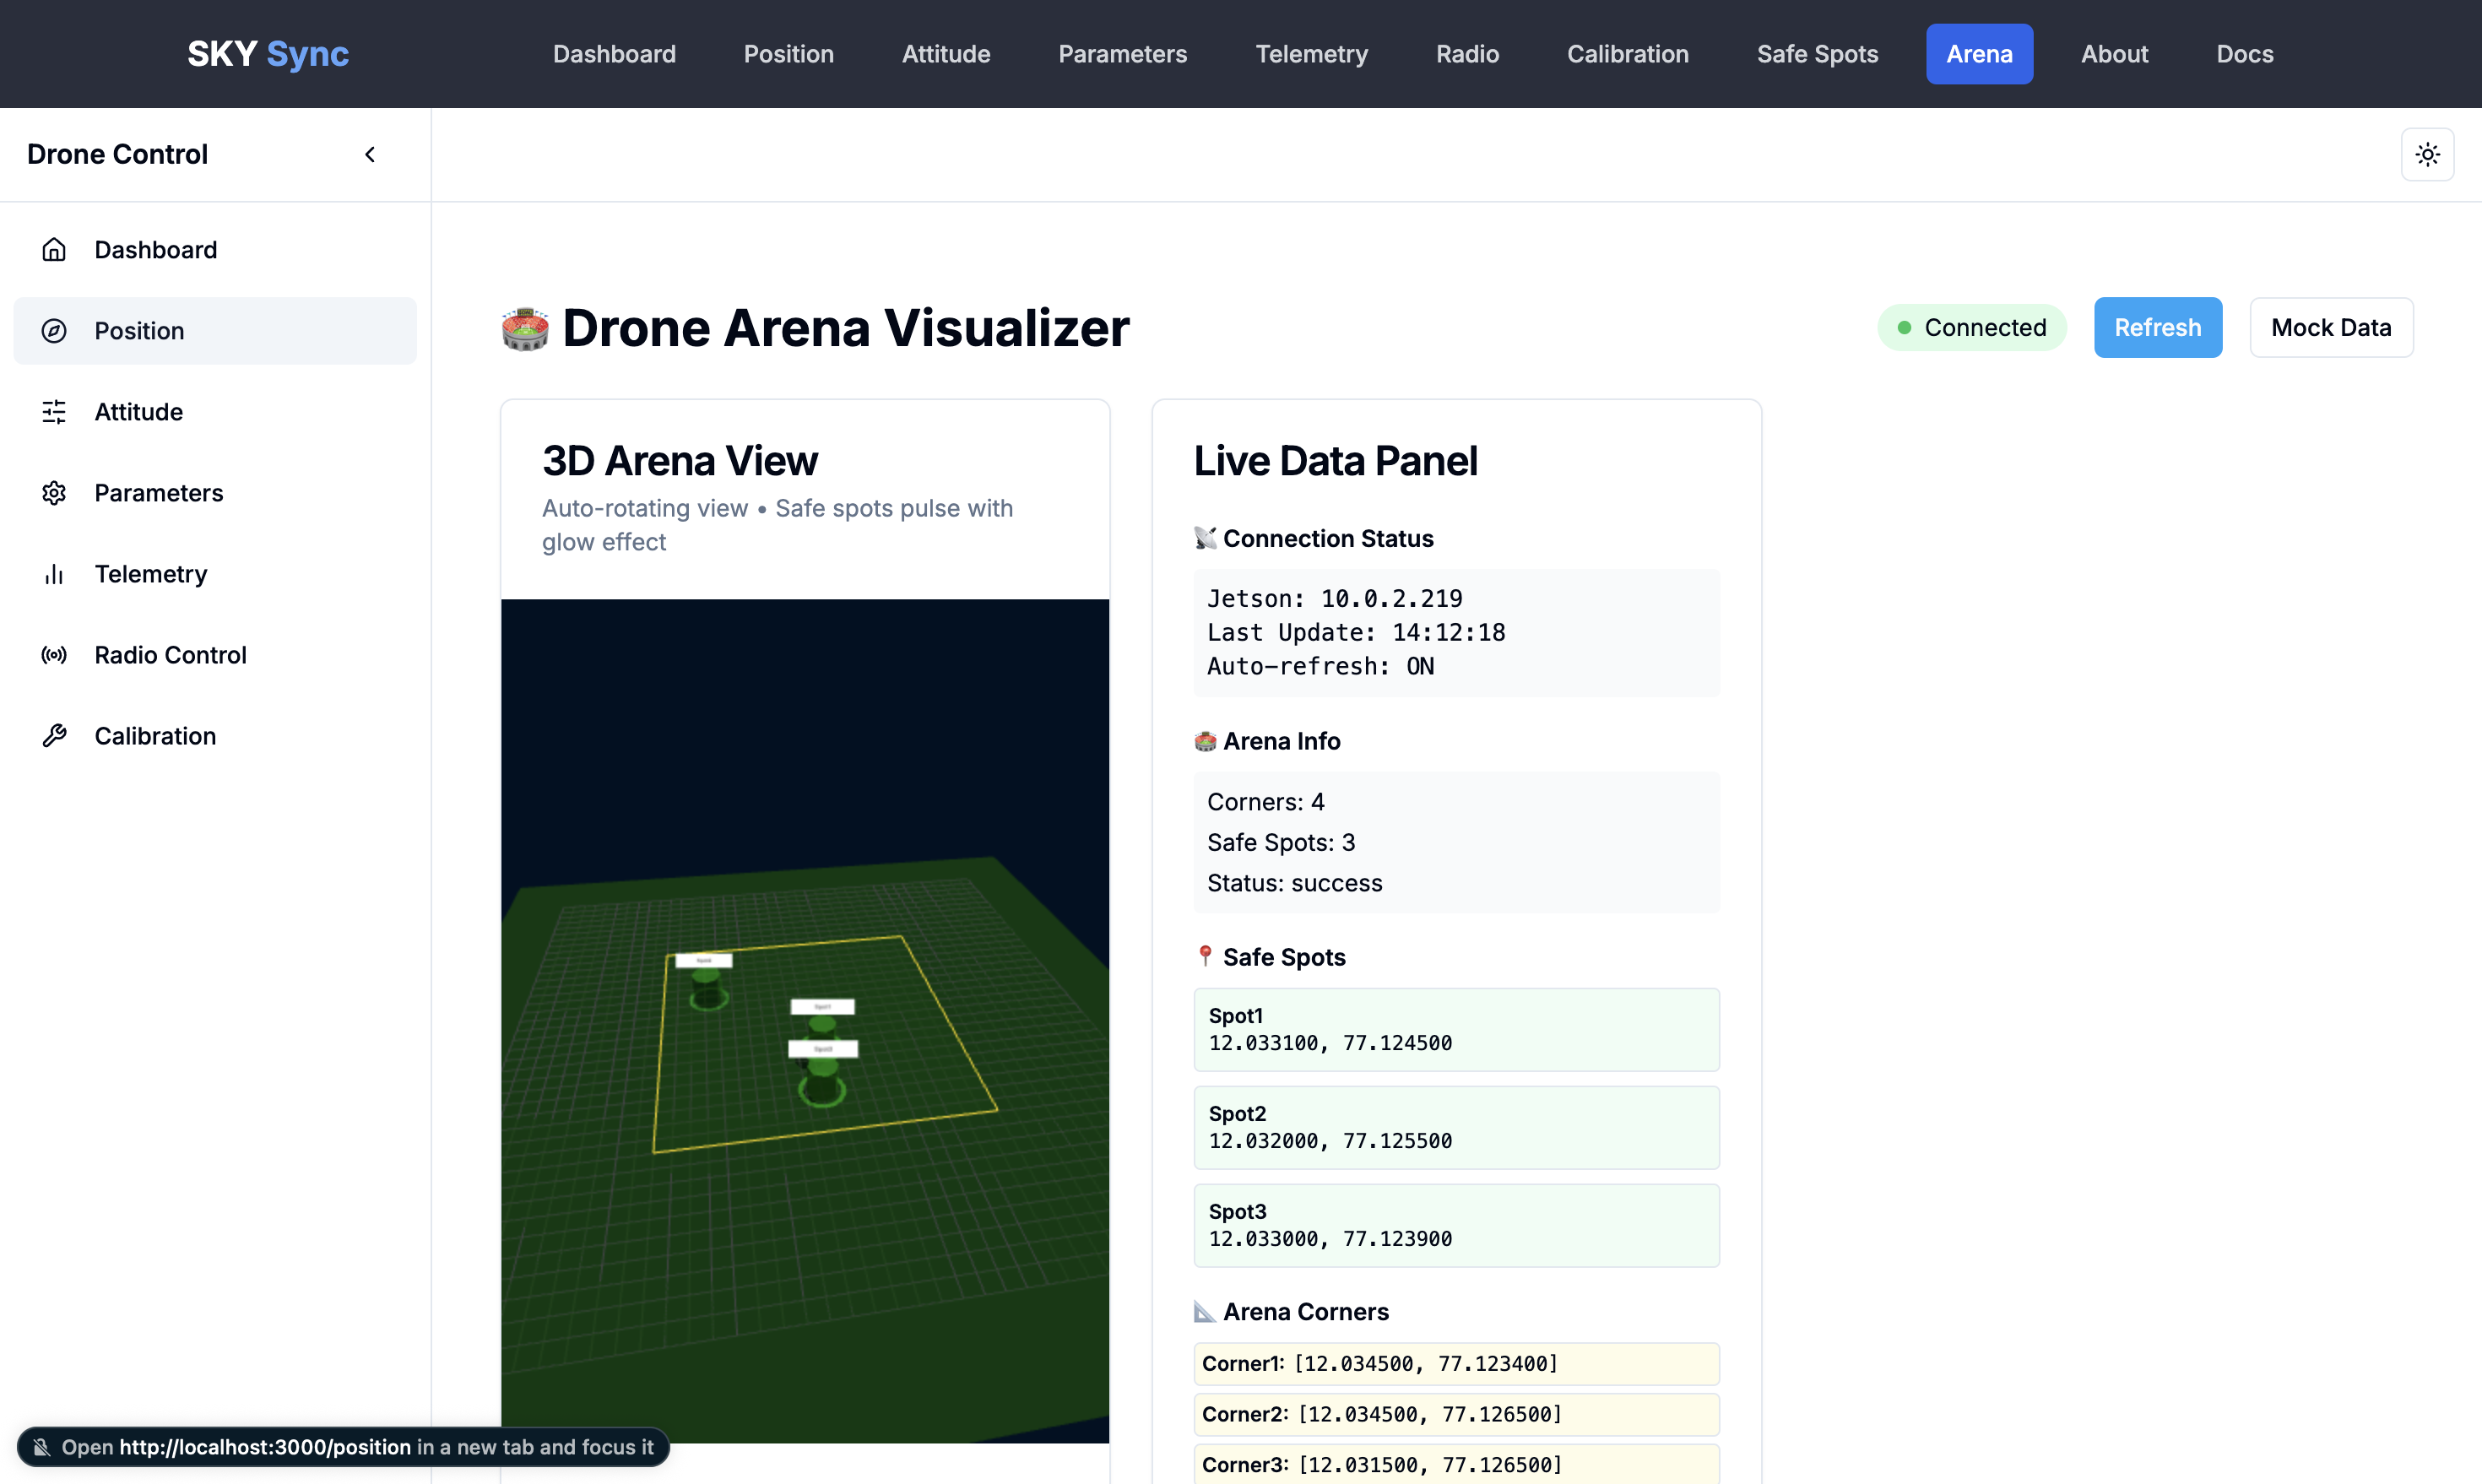 SKY Sync
Dashboard
Position
Attitude
Parameters
Telemetry
Radio
Calibration
Safe Spots
Arena
About
Docs
Drone Control
Dashboard
Position
Attitude
Parameters
Telemetry
Radio Control
Calibration
Drone Arena Visualizer
Connected
Refresh
Mock Data
3D Arena View
Auto-rotating view • Safe spots pulse with
glow effect
Spot1
Live Data Panel
Connection Status
Jetson: 10.0.2.219
Last Update: 14:12:18
Auto-refresh: ON
Arena Info
Corners: 4
Safe Spots: 3
Status: success
Safe Spots
Spot1
12.033100, 77.124500
Spot2
12.032000, 77.125500
Spot3
12.033000, 77.123900
Arena Corners
Corner1: [12.034500, 77.123400]
Corner2: [12.034500, 77.126500]
Corner3: [12.031500, 77.126500]
Open http://localhost:3000/position in a new tab and focus it